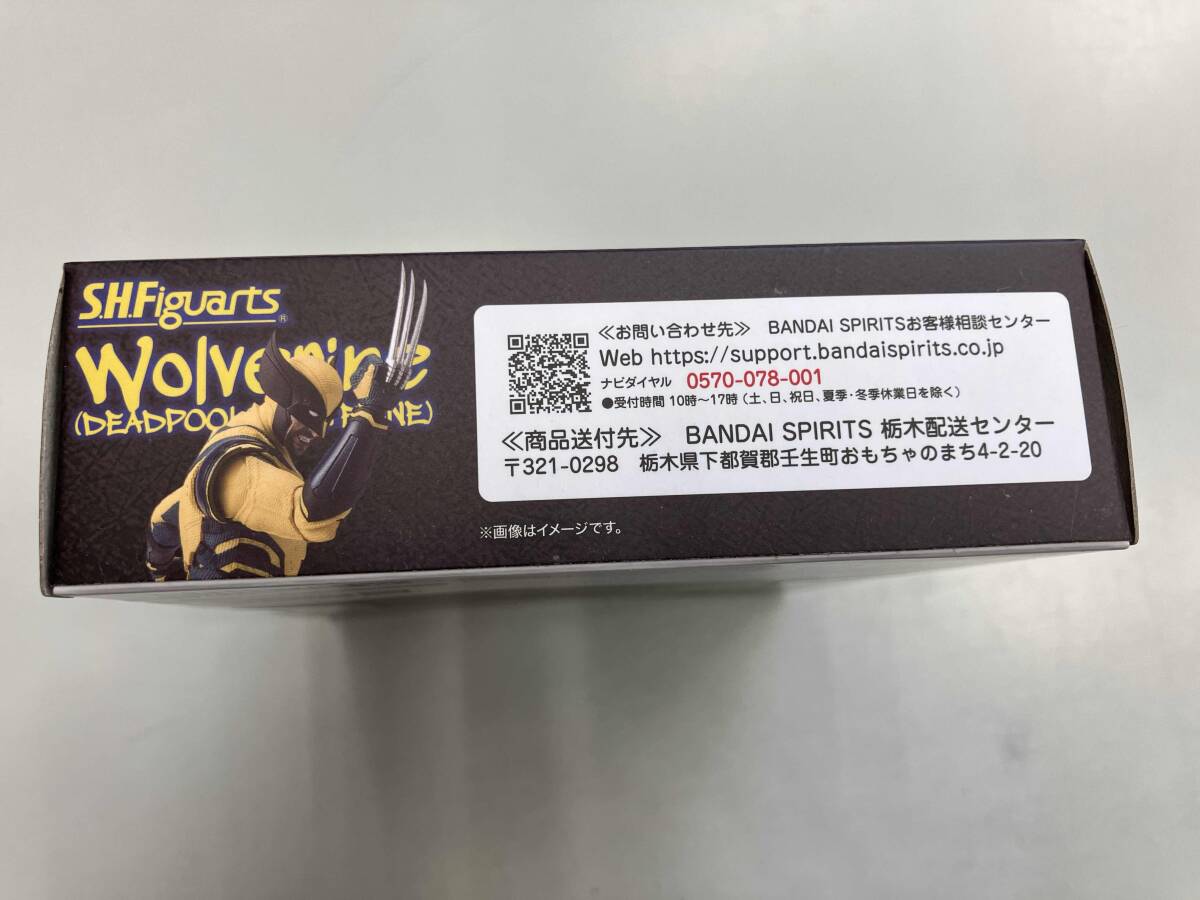 S.H.Figuarts®
Wolverine
(DEADPOOL
NE)
≪お問い合わせ先≫ BANDAI SPIRITSお客様相談センター
Web https://support.bandaispirits.co.jp
ナビダイヤル 0570-078-001
●受付時間 10時～17時(土、日、祝日、夏季・冬季休業日を除く)
≪商品送付先≫ BANDAI SPIRITS 栃木配送センター
〒321-0298 栃木県下都賀郡壬生町おもちゃのまち4-2-20
※画像はイメージです。